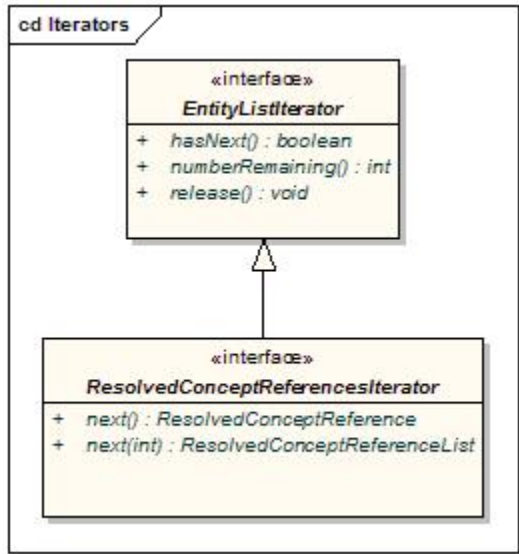 cd Iterators
«interface»
EntityListIterator
+ hasNext() : boolean
+ numberRemaining() : int
+ release() : void
«interface»
ResolvedConceptReferencesIterator
+ next() : ResolvedConceptReference
+ next(int) : ResolvedConceptReferenceList